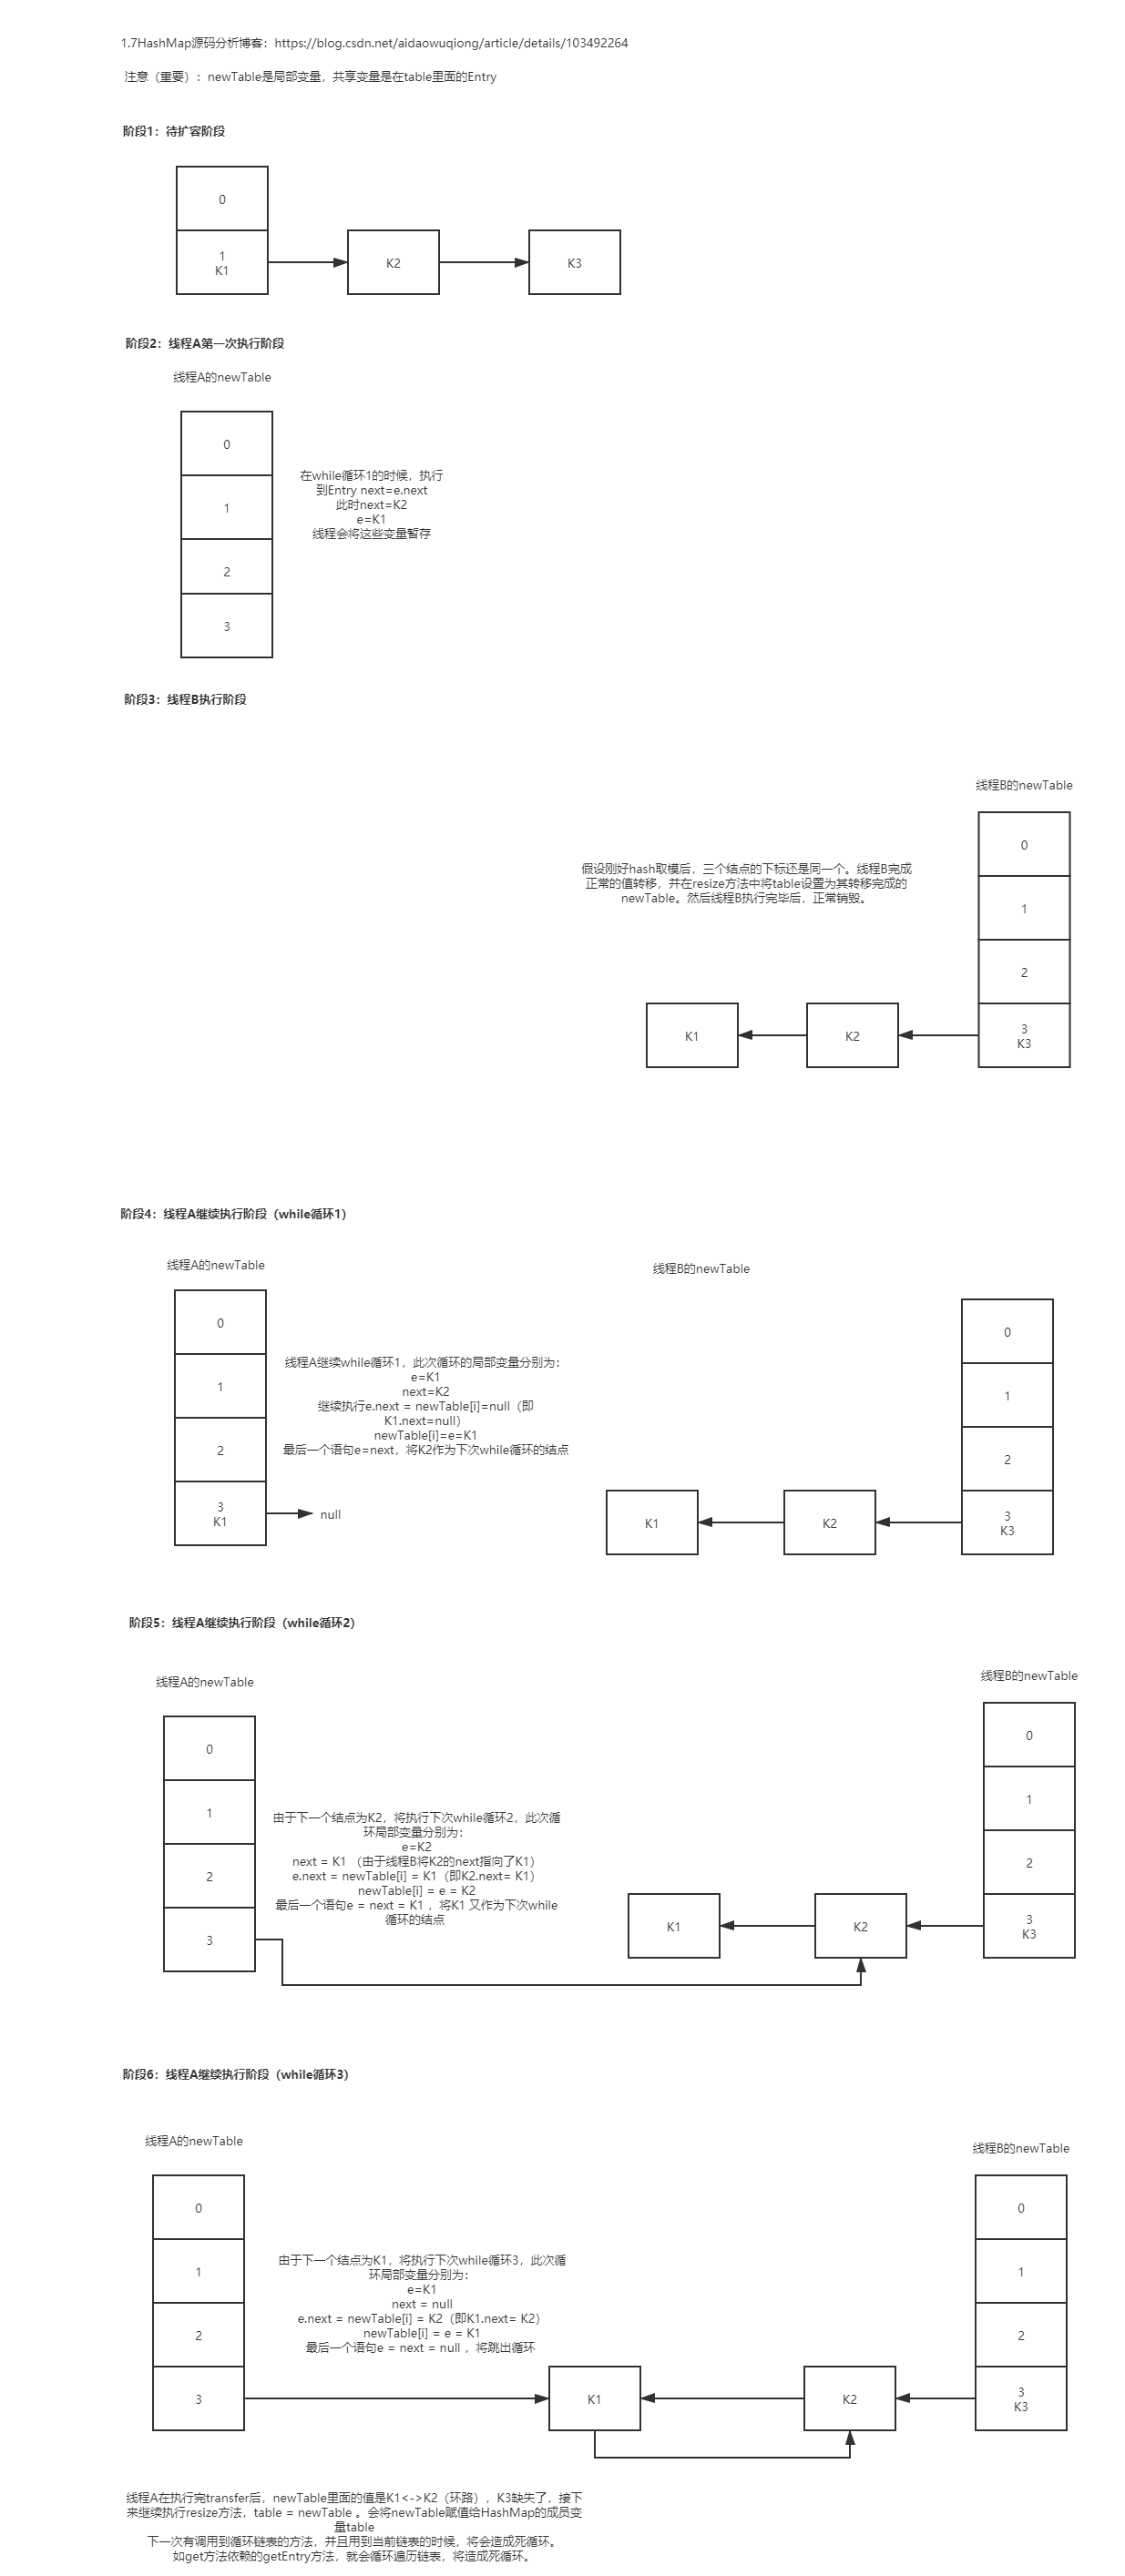 1.7HashMap源码分析博客：https://blog.csdn.net/aidaowuqiong/article/details/103492264
注意（重要）：newTable是局部变量，共享变量是在table里面的Entry
阶段1：待扩容阶段
0
1
K1
K2
K3
阶段2：线程A第一次执行阶段
线程A的newTable
0
1
2
3
在while循环1的时候，执行
到Entry next=e.next
此时next=K2
e=K1
线程会将这些变量暂存
阶段3：线程B执行阶段
线程B的newTable
假设刚好hash取模后，三个结点的下标还是同一个。线程B完成
正常的值转移，并在resize方法中将table设置为其转移完成的
newTable。然后线程B执行完毕后，正常销毁。
0
1
2
3
K3
K1
K2
阶段4：线程A继续执行阶段（while循环1）
线程A的newTable
0
1
2
3
K1
null
线程A继续while循环1，此次循环的局部变量分别为：
e=K1
next=K2
继续执行e.next = newTable[i]=null（即
K1.next=null）
newTable[i]=e=K1
最后一个语句e=next，将K2作为下次while循环的结点
线程B的newTable
0
1
2
3
K3
K1
K2
阶段5：线程A继续执行阶段（while循环2）
线程A的newTable
0
1
2
3
由于下一个结点为K2，将执行下次while循环2，此次循
环局部变量分别为：
e=K2
next = K1 （由于线程B将K2的next指向了K1）
e.next = newTable[i] = K1（即K2.next= K1）
newTable[i] = e = K2
最后一个语句e = next = K1 ，将K1 又作为下次while
循环的结点
线程B的newTable
0
1
2
3
K3
K1
K2
阶段6：线程A继续执行阶段（while循环3）
线程A的newTable
0
1
2
3
由于下一个结点为K1，将执行下次while循环3，此次循
环局部变量分别为：
e=K1
next = null
e.next = newTable[i] = K2（即K1.next= K2）
newTable[i] = e = K1
最后一个语句e = next = null ，将跳出循环
线程B的newTable
0
1
2
3
K3
K1
K2
线程A在执行完transfer后，newTable里面的值是K1<->K2（环路），K3缺失了，接下
来继续执行resize方法，table = newTable 。会将newTable赋值给HashMap的成员变
量table
下一次有调用到循环链表的方法，并且用到当前链表的时候，将会造成死循环。
如get方法依赖的getEntry方法，就会循环遍历链表，将造成死循环。